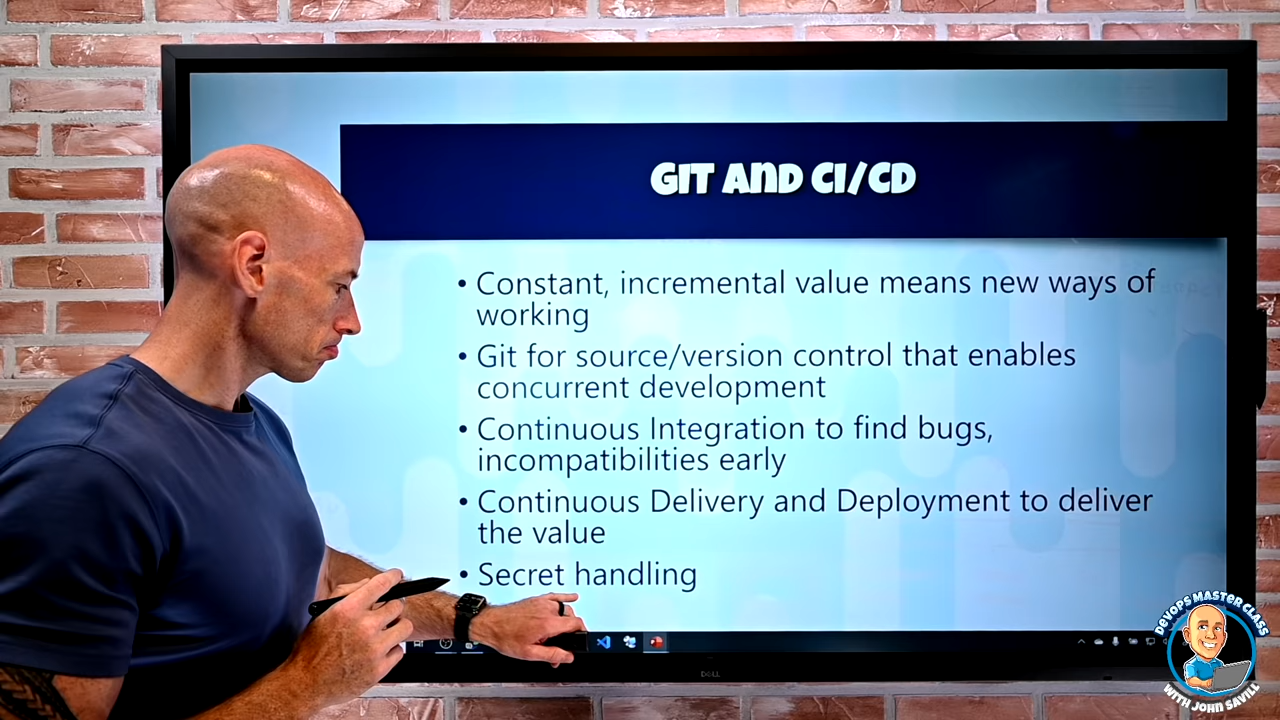 GIT AND CI/CD
• Constant, incremental value means new ways of
working
• Git for source/version control that enables
concurrent development
• Continuous Integration to find bugs,
incompatibilities early
• Continuous Delivery and Deployment to deliver
the value
• Secret handling
DELL
DEVOPS MASTER CLASS
WITH JOHN SAVILL